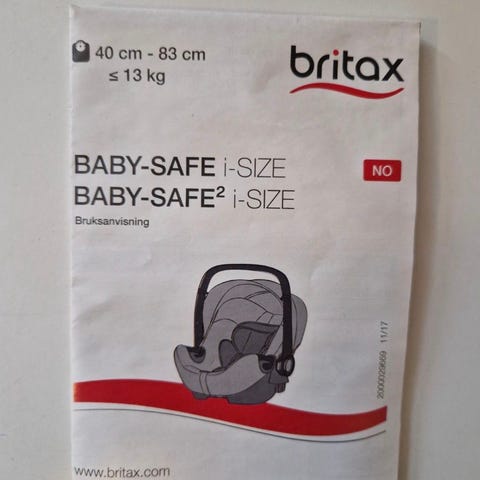 40 cm - 83 cm
≤ 13 kg
britax
BABY-SAFE i-SIZE
BABY-SAFE² i-SIZE
NO
Bruksanvisning
2000029669 11/17
www.britax.com